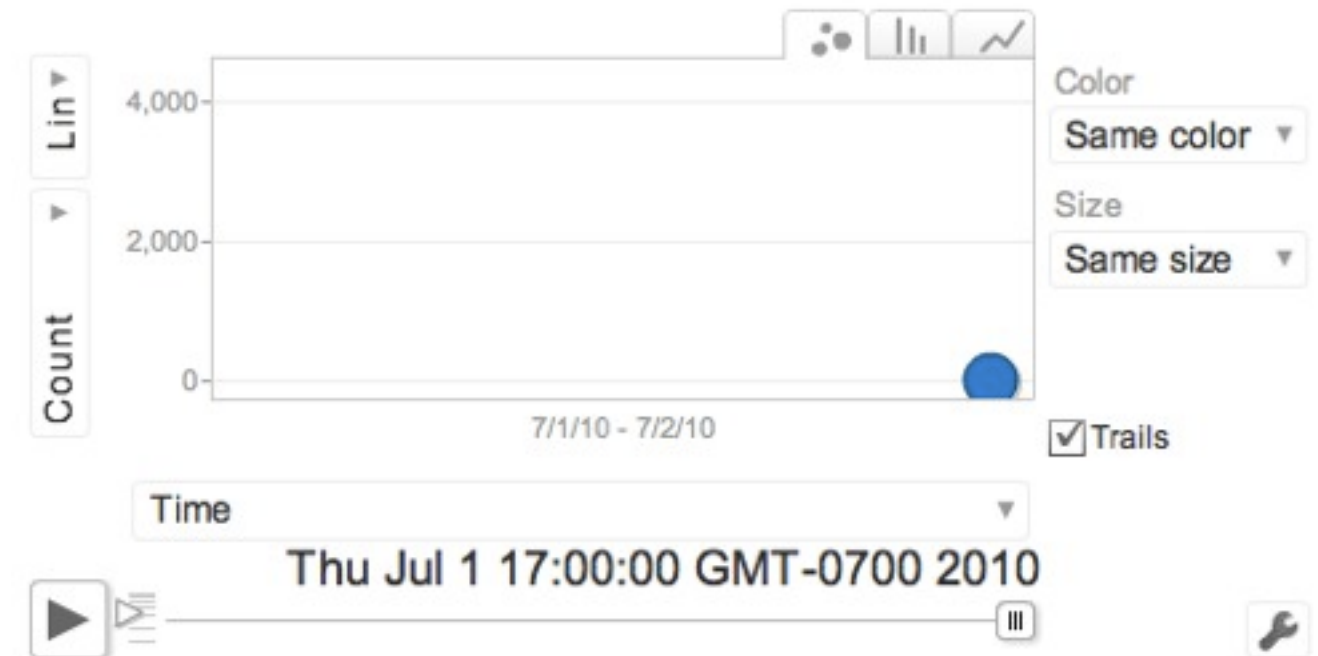 Lin
4,000
Color
Same color
Size
2,000
Same size
Count
0
7/1/10 - 7/2/10
Trails
Time
Thu Jul 1 17:00:00 GMT-0700 2010